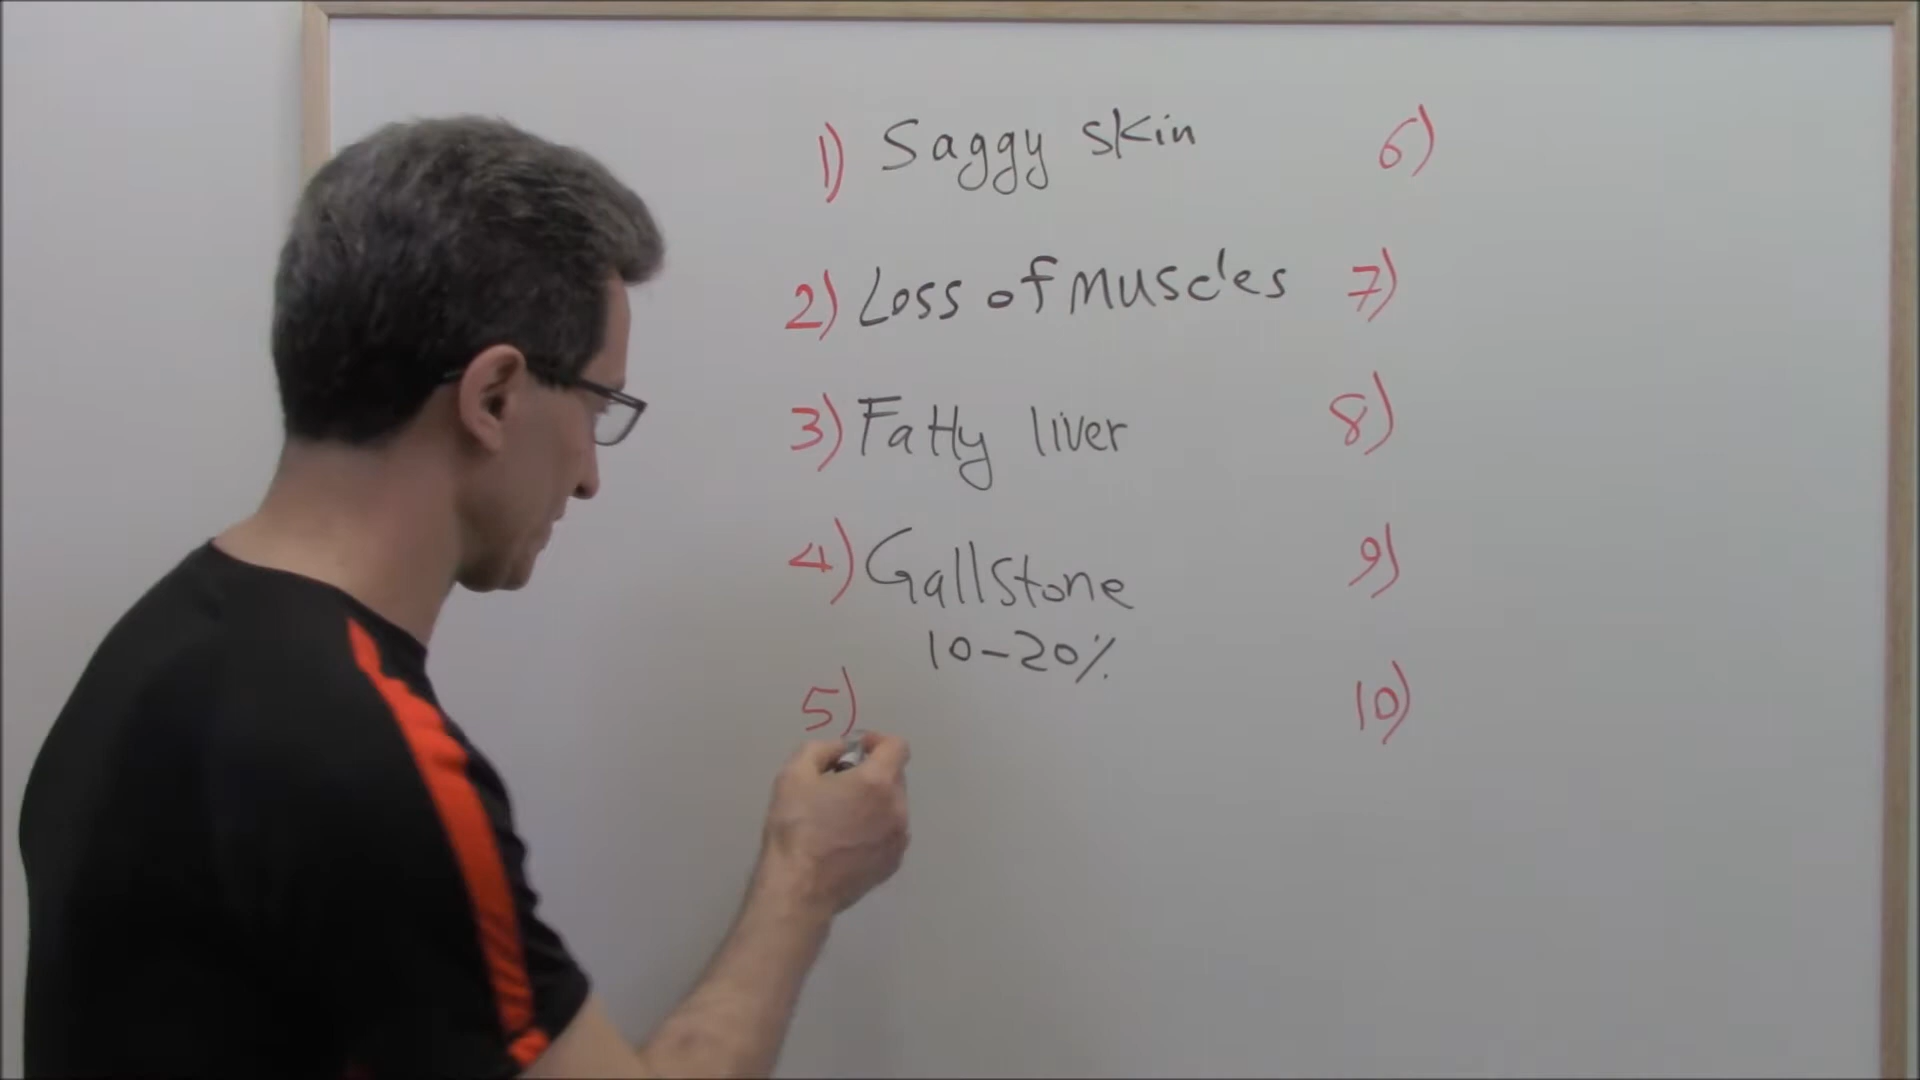 1) Saggy skin
2) Loss of muscles
3) Fatty liver
4) Gallstone
10-20%
5)
6)
7)
8)
9)
10)